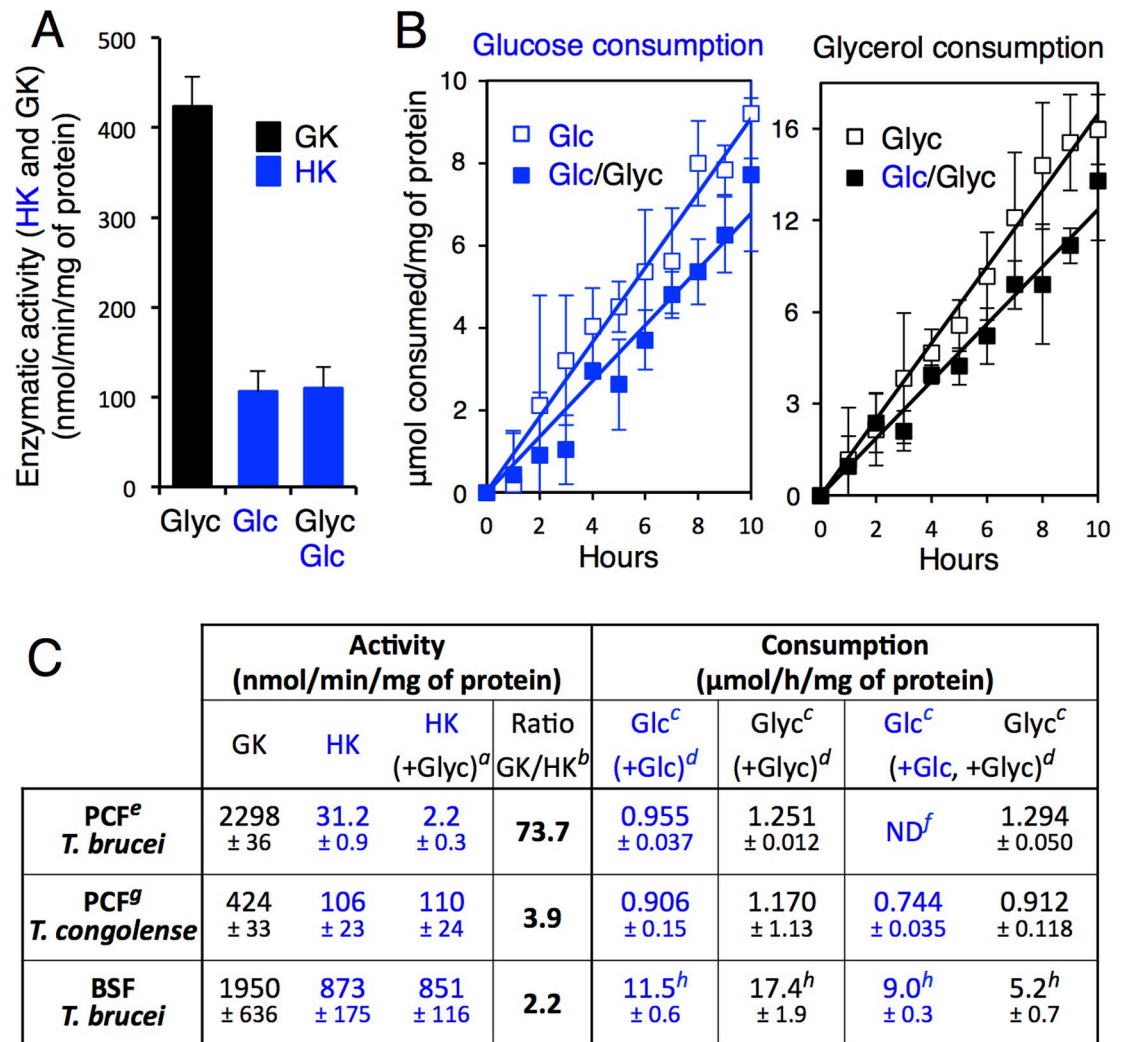 A
Enzymatic activity (HK and GK)
(nmol/min/mg of protein)
500
400
300
200
100
0
GK
HK
Glyc Glc Glyc
Glc
B
Glucose consumption
µmol consumed/mg of protein
10
8
6
4
2
0
Glc
Glc/Glyc
0 2 4 6 8 10
Hours
Glycerol consumption
16
12
6
3
0
Glyc
Glc/Glyc
0 2 4 6 8 10
Hours
C
Activity
(nmol/min/mg of protein)
Consumption
(µmol/h/mg of protein)
GK HK HK (+Glyc)a Ratio GK/HKb Glcc (+Glc)d Glycc (+Glyc)d Glcc Glycc (+Glc, +Glyc)d
PCFe 2298 31.2 2.2 73.7 0.955 1.251 NDf 1.294
T. brucei ± 36 ± 0.9 ± 0.3 ± 0.037 ± 0.012 ± 0.050
PCFg 424 106 110 3.9 0.906 1.170 0.744 0.912
T. congolense ± 33 ± 23 ± 24 ± 0.15 ± 1.13 ± 0.035 ± 0.118
BSF 1950 873 851 2.2 11.5h 17.4h 9.0h 5.2h
T. brucei ± 636 ± 175 ± 116 ± 0.6 ± 1.9 ± 0.3 ± 0.7